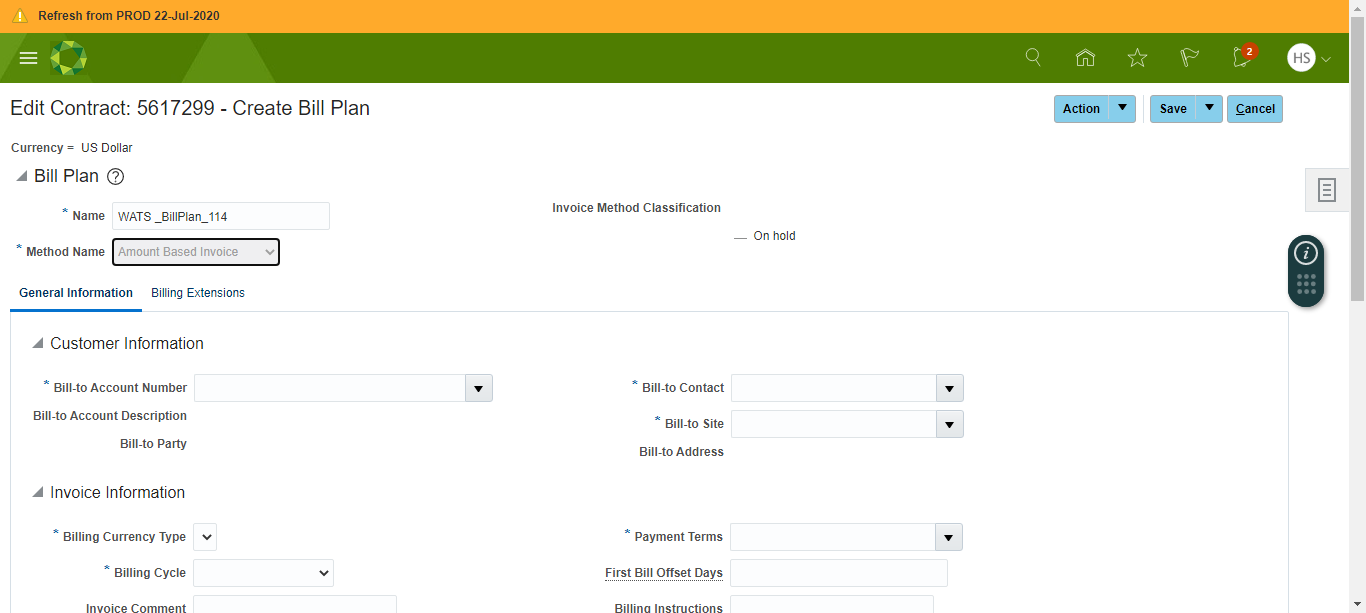 Refresh from PROD 22-Jul-2020
2
HS
Edit Contract: 5617299 - Create Bill Plan
Action
Save
Cancel
Currency = US Dollar
Bill Plan ?
* Name WATS _BillPlan_114
Invoice Method Classification
On hold
* Method Name Amount Based Invoice
i
General Information Billing Extensions
Customer Information
* Bill-to Account Number
* Bill-to Contact
Bill-to Account Description
* Bill-to Site
Bill-to Party
Bill-to Address
Invoice Information
* Billing Currency Type
* Payment Terms
* Billing Cycle
First Bill Offset Days
Invoice Comment
Billing Instructions